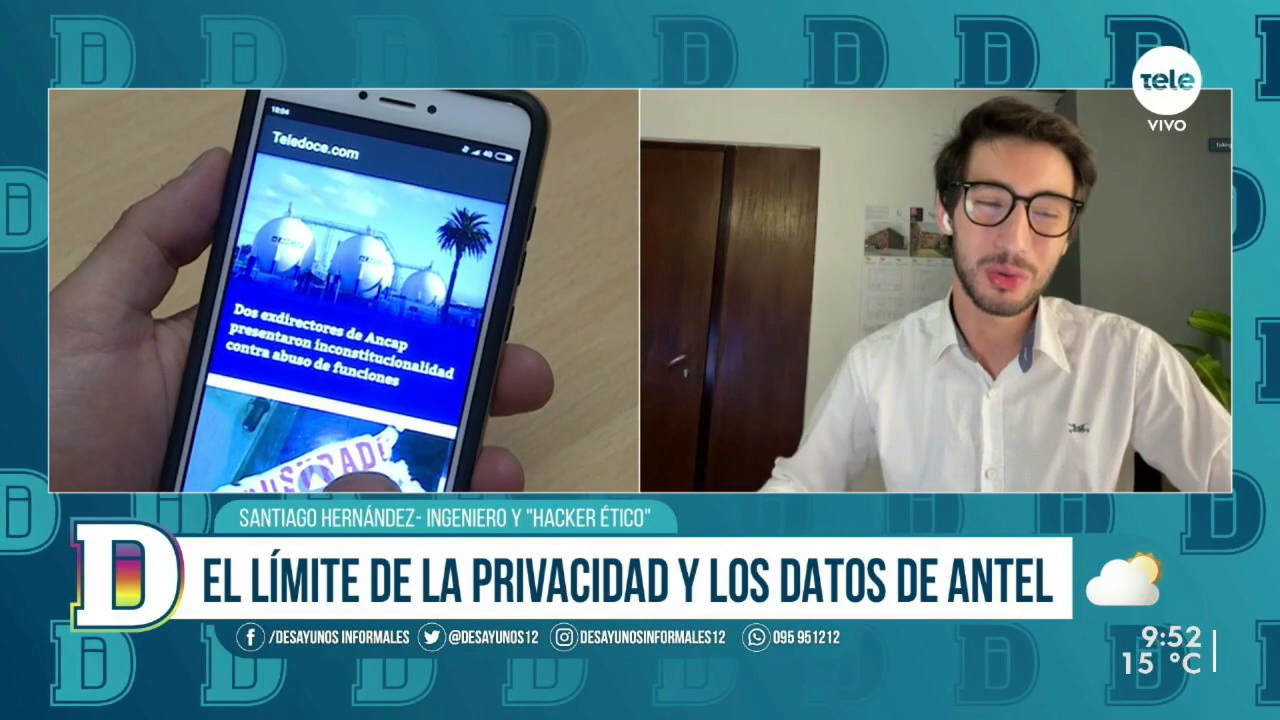 Tele
VIVO
18:04
Teledoce.com
4G
Dos exdirectores de Ancap
presentaron inconstitucionalidad
contra abuso de funciones
SANTIAGO HERNÁNDEZ- INGENIERO Y "HACKER ÉTICO"
D
EL LÍMITE DE LA PRIVACIDAD Y LOS DATOS DE ANTEL
/DESAYUNOS INFORMALES
@DESAYUNOS12
DESAYUNOSINFORMALES12
095 951212
9:52
15 °C